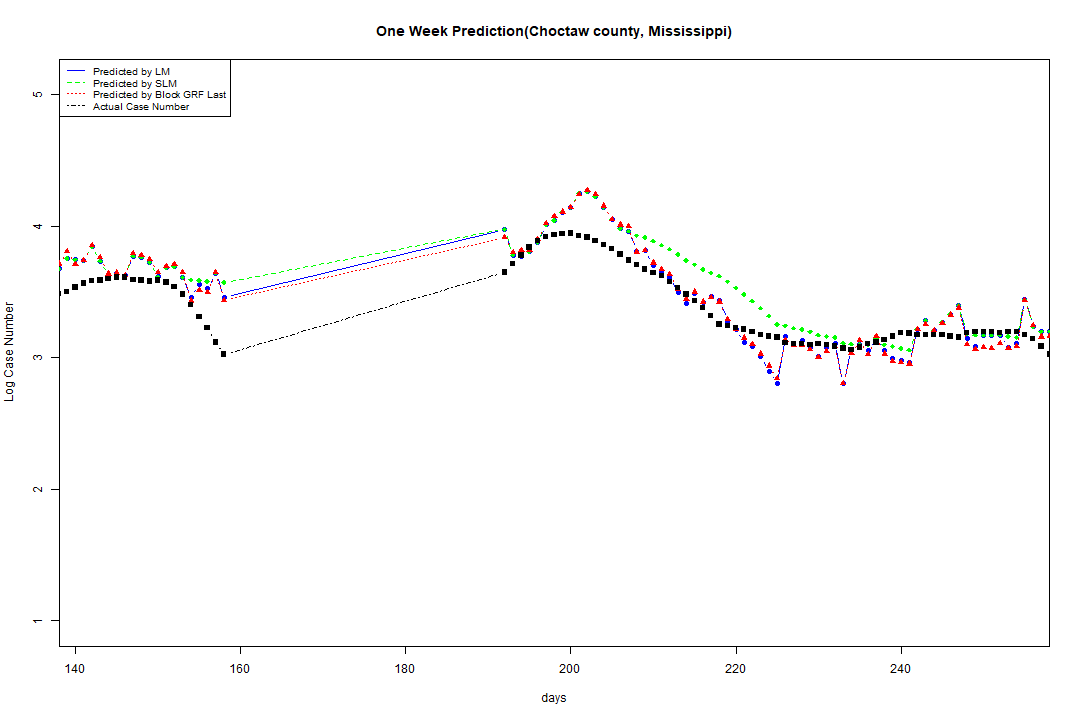 One Week Prediction(Choctaw county, Mississippi)
Predicted by LM
Predicted by SLM
Predicted by Block GRF Last
Actual Case Number
5
4
3
2
1
Log Case Number
140 160 180 200 220 240
days